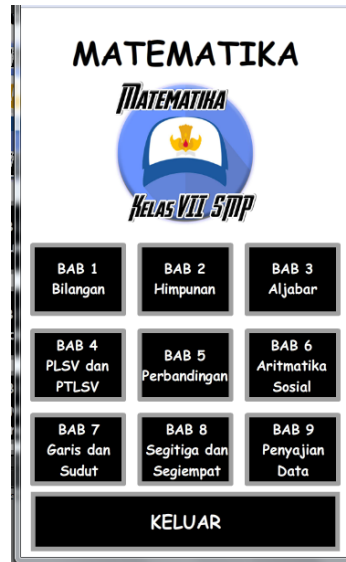 MATEMATIKA
MATEMATIKA
KELAS VII SMP
BAB 1
Bilangan
BAB 2
Himpunan
BAB 3
Aljabar
BAB 4
PLSV dan
PTLSV
BAB 5
Perbandingan
BAB 6
Aritmatika
Sosial
BAB 7
Garis dan
Sudut
BAB 8
Segitiga dan
Segiempat
BAB 9
Penyajian
Data
KELUAR